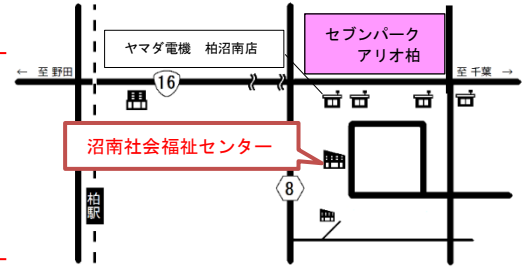 ヤマダ電機 柏沼南店
セブンパーク
アリオ柏
← 至 野田
16
至 千葉 →
沼南社会福祉センター
8
柏駅